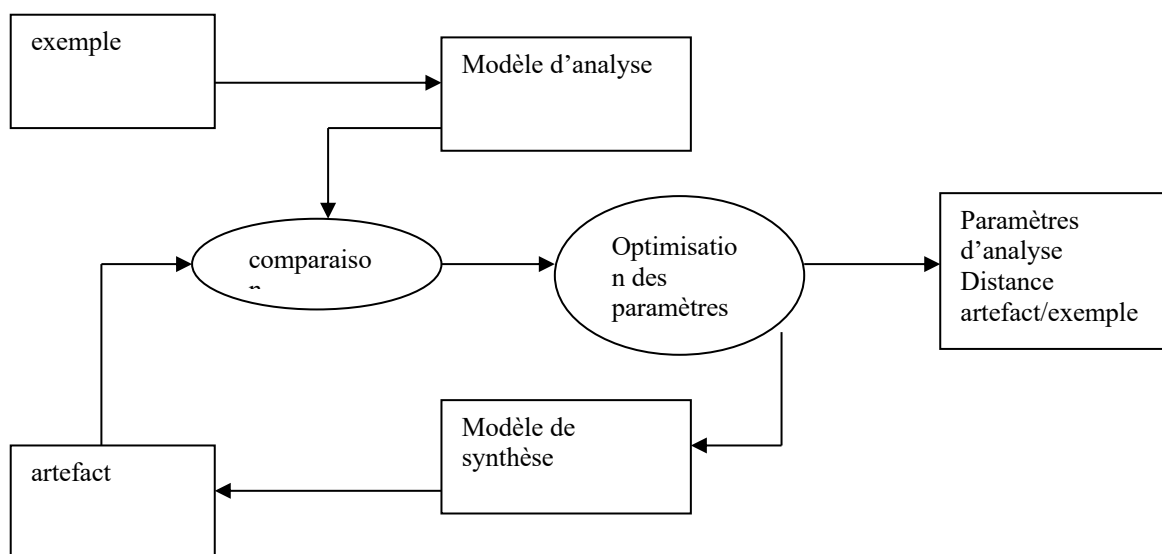 exemple
Modèle d’analyse
comparaiso
n
Optimisatio
n des
paramètres
Paramètres
d’analyse
Distance
artefact/exemple
Modèle de
synthèse
artefact